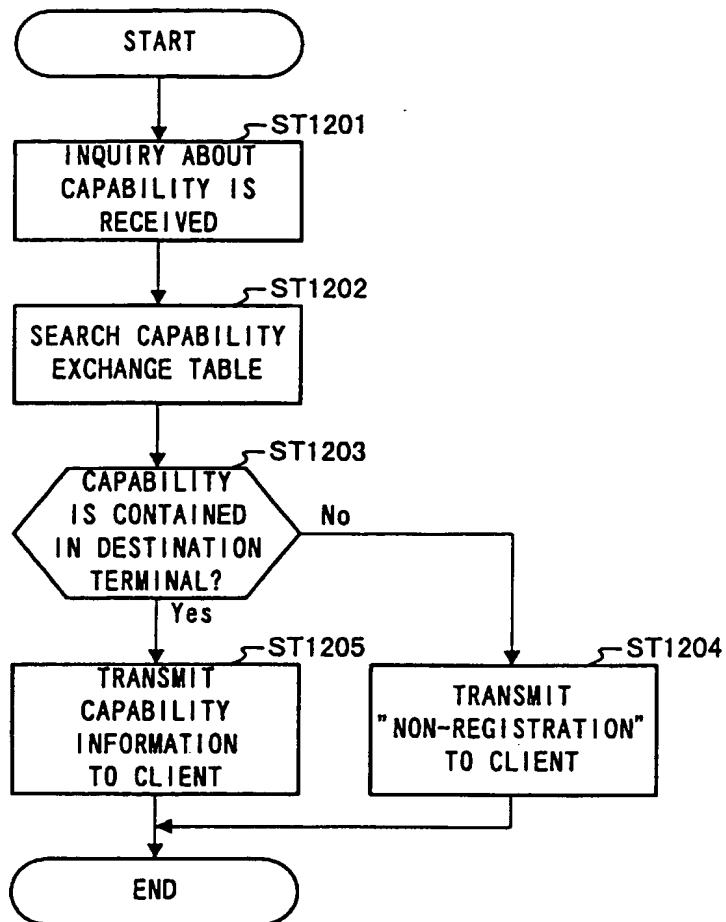 START
ST1201
INQUIRY ABOUT
CAPABILITY IS
RECEIVED
ST1202
SEARCH CAPABILITY
EXCHANGE TABLE
ST1203
CAPABILITY
IS CONTAINED
IN DESTINATION
TERMINAL?
No
Yes
ST1205
TRANSMIT
CAPABILITY
INFORMATION
TO CLIENT
ST1204
TRANSMIT
"NON-REGISTRATION"
TO CLIENT
END